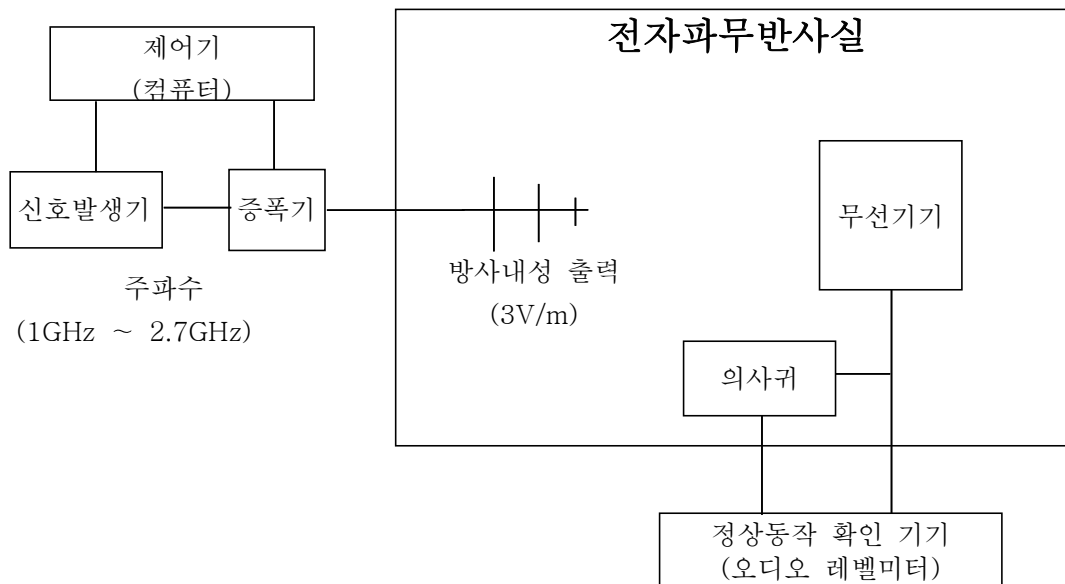 전자파무반사실
제어기
(컴퓨터)
신호발생기
증폭기
무선기기
방사내성 출력
(3V/m)
주파수
(1GHz ~ 2.7GHz)
의사귀
정상동작 확인 기기
(오디오 레벨미터)